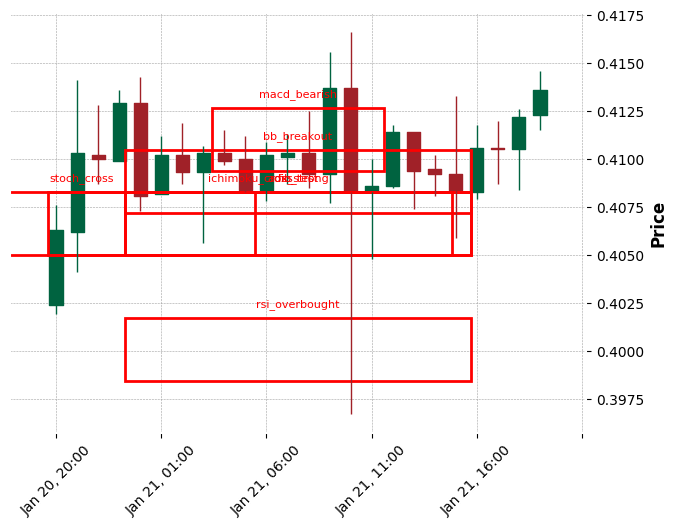 0.4175
0.4150
0.4125
0.4100
0.4075
0.4050
0.4025
0.4000
0.3975
Price
macd_bearish
bb_breakout
stoch_cross
rsi_overbought
Jan 20, 20:00
Jan 21, 01:00
Jan 21, 06:00
Jan 21, 11:00
Jan 21, 16:00